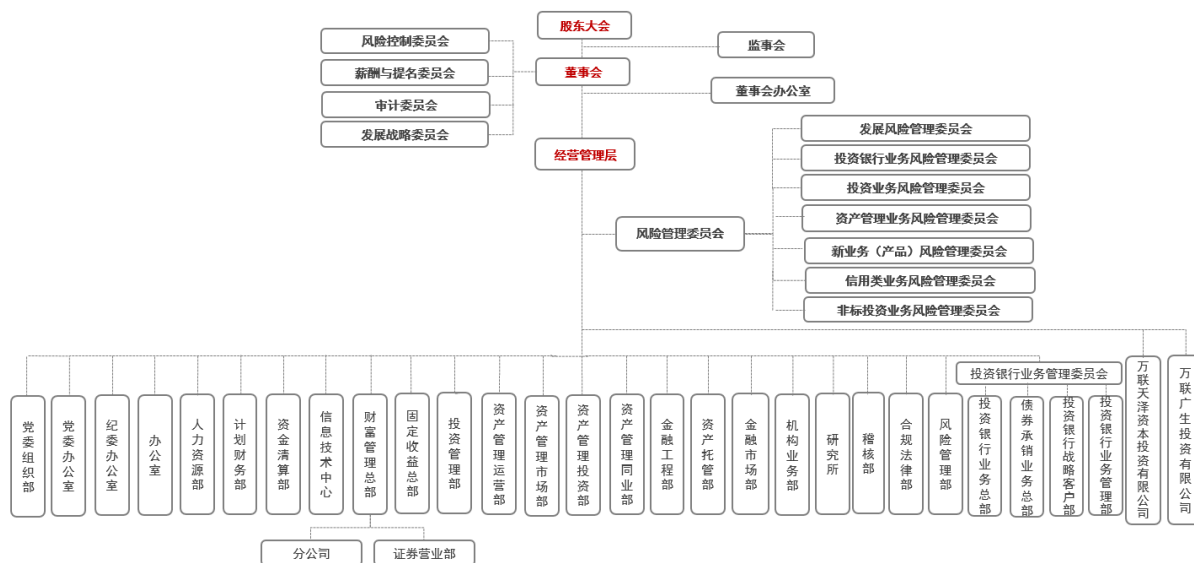 股东大会
风险控制委员会
监事会
薪酬与提名委员会
董事会
董事会办公室
审计委员会
发展战略委员会
经营管理层
发展风险管理委员会
投资银行业务风险管理委员会
投资业务风险管理委员会
资产管理业务风险管理委员会
风险管理委员会
新业务（产品）风险管理委员会
信用类业务风险管理委员会
非标投资业务风险管理委员会
投资银行业务管理委员会
党委组织部
党委办公室
纪委办公室
办公室
人力资源部
计划财务部
资金清算部
信息技术中心
财富管理总部
固定收益总部
投资管理部
资产管理运营部
资产管理市场部
资产管理投资部
资产管理同业部
金融工程部
资产托管部
金融市场部
机构业务部
研究所
稽核部
合规法律部
风险管理部
投资银行业务总部
债券承销业务总部
投资银行战略客户部
投资银行业务管理部
万联天泽资本投资有限公司
万联广生投资有限公司
分公司
证券营业部